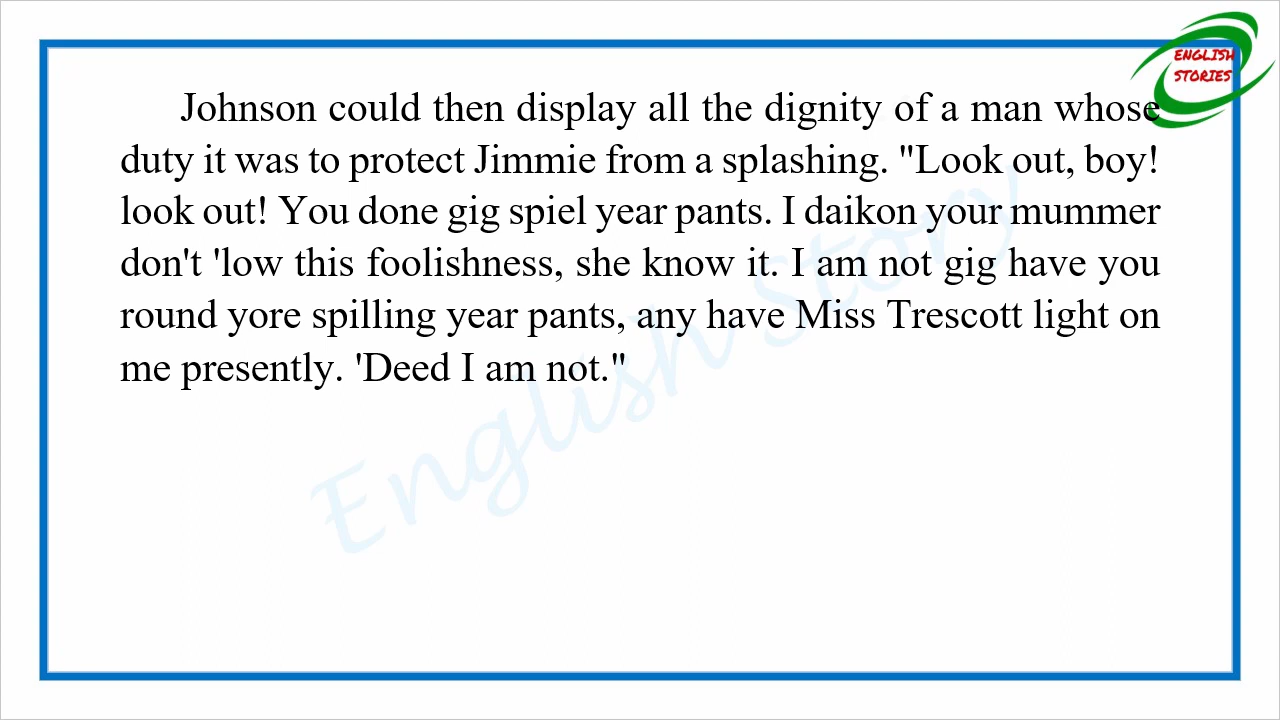 ENGLISH
STORIES
Johnson could then display all the dignity of a man whose
duty it was to protect Jimmie from a splashing. "Look out, boy!
look out! You done gig spiel year pants. I daikon your mummer
don't 'low this foolishness, she know it. I am not gig have you
round yore spilling year pants, any have Miss Trescott light on
me presently. 'Deed I am not."
English Story